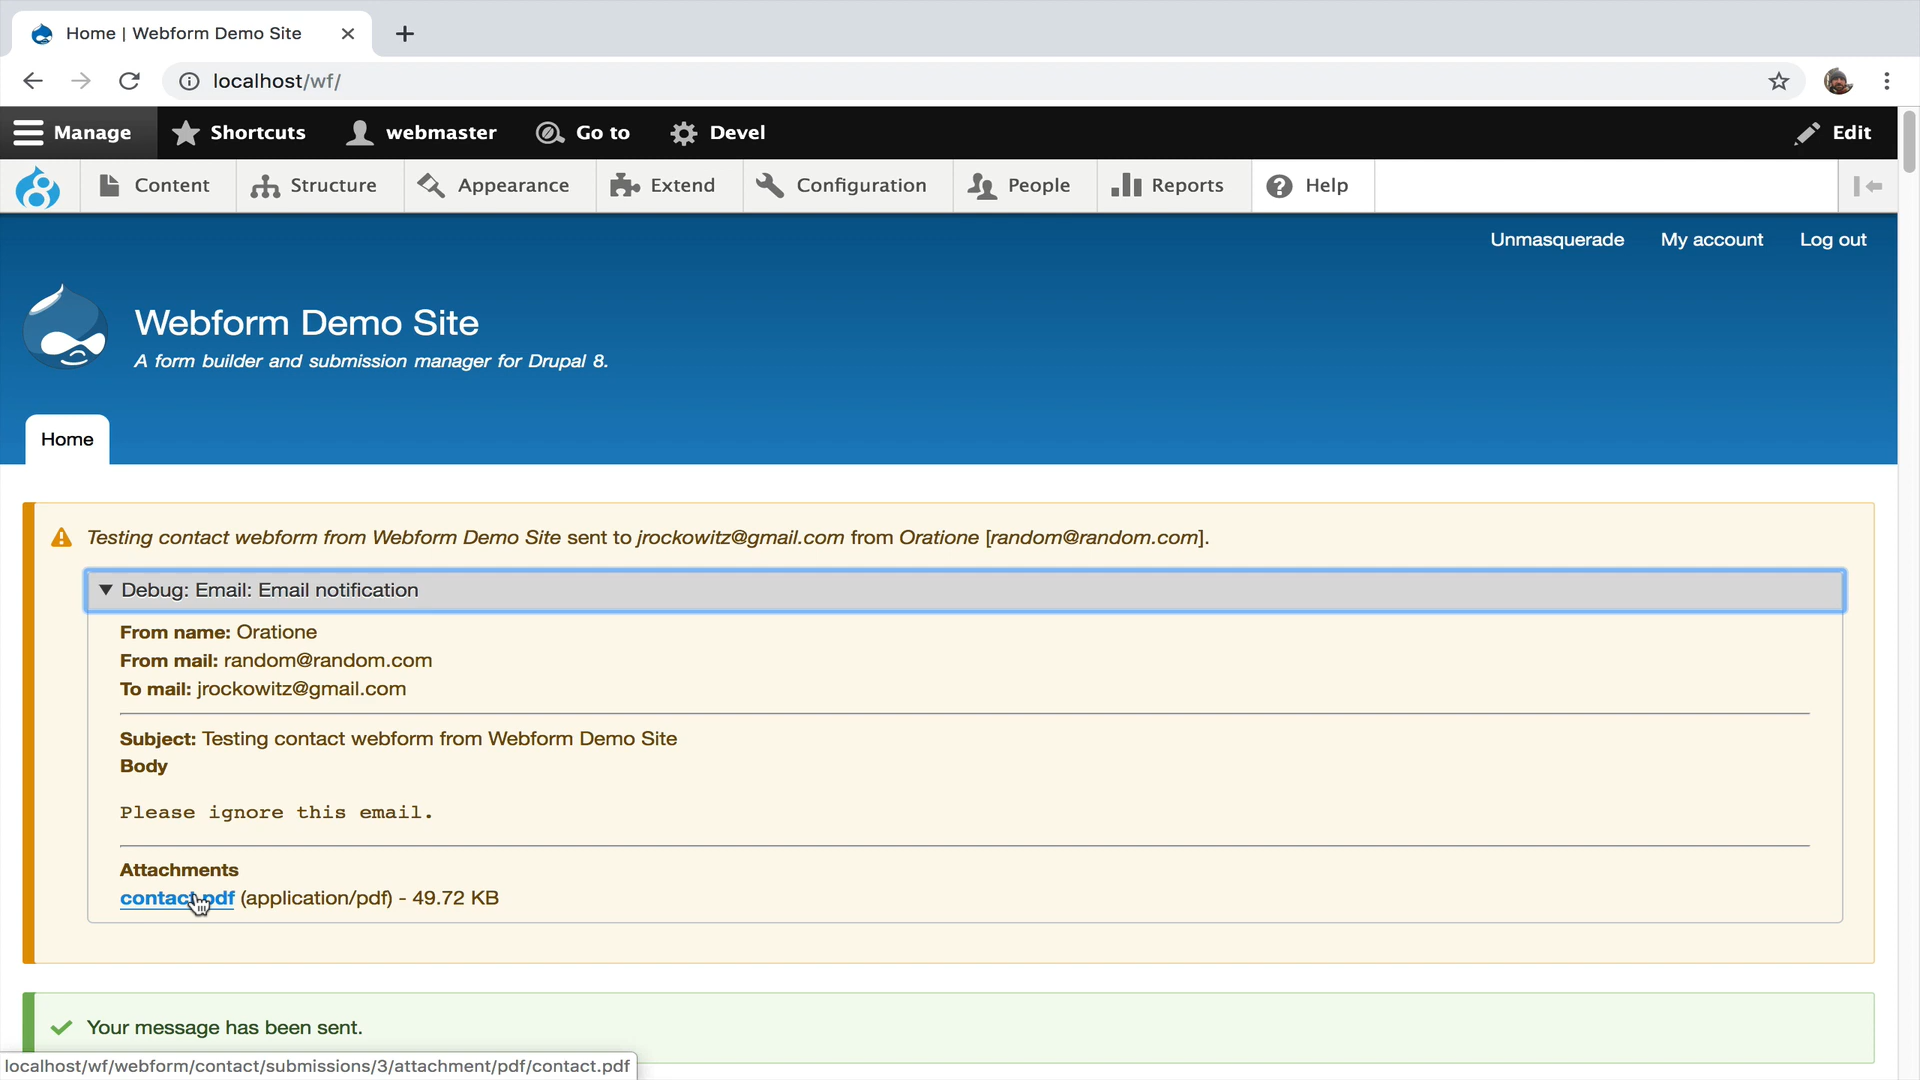 Home | Webform Demo Site
localhost/wf/
Manage Shortcuts webmaster Go to Devel Edit
Content Structure Appearance Extend Configuration People Reports Help
Unmasquerade My account Log out
Webform Demo Site
A form builder and submission manager for Drupal 8.
Home
Testing contact webform from Webform Demo Site sent to jrockowitz@gmail.com from Oratione [random@random.com].
Debug: Email: Email notification
From name: Oratione
From mail: random@random.com
To mail: jrockowitz@gmail.com
Subject: Testing contact webform from Webform Demo Site
Body
Please ignore this email.
Attachments
contact.pdf (application/pdf) - 49.72 KB
Your message has been sent.
localhost/wf/webform/contact/submissions/3/attachment/pdf/contact.pdf